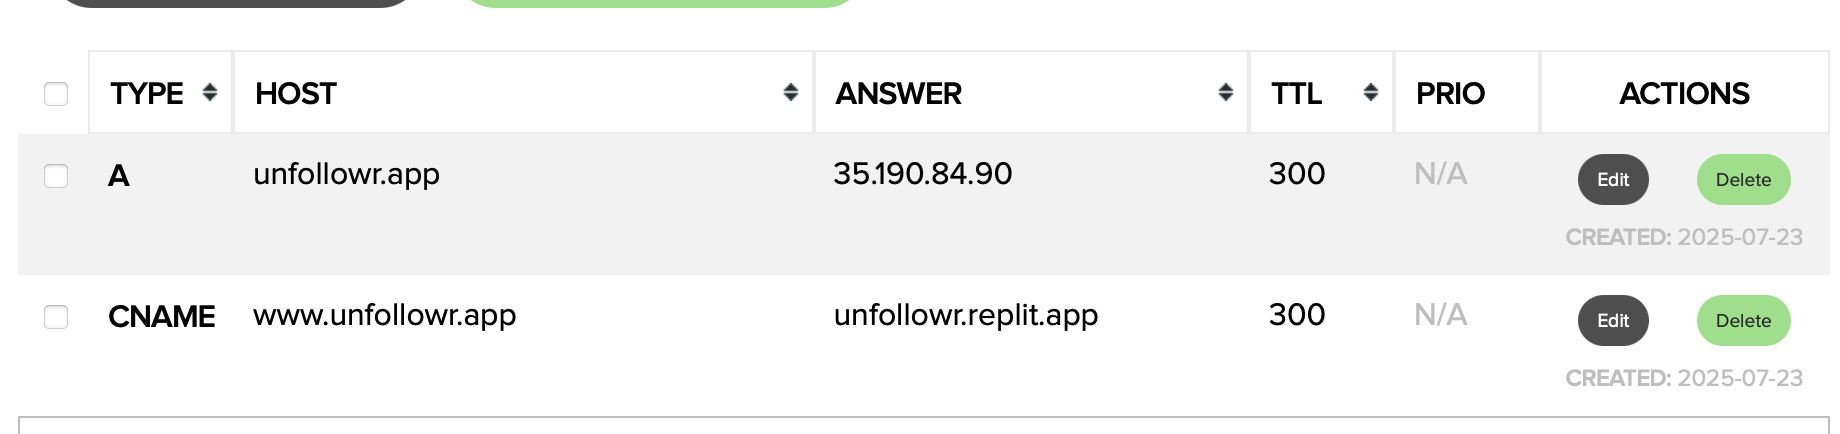 TYPE HOST ANSWER TTL PRIO ACTIONS
A unfollowr.app 35.190.84.90 300 N/A Edit Delete
CREATED: 2025-07-23
CNAME www.unfollowr.app unfollowr.replit.app 300 N/A Edit Delete
CREATED: 2025-07-23